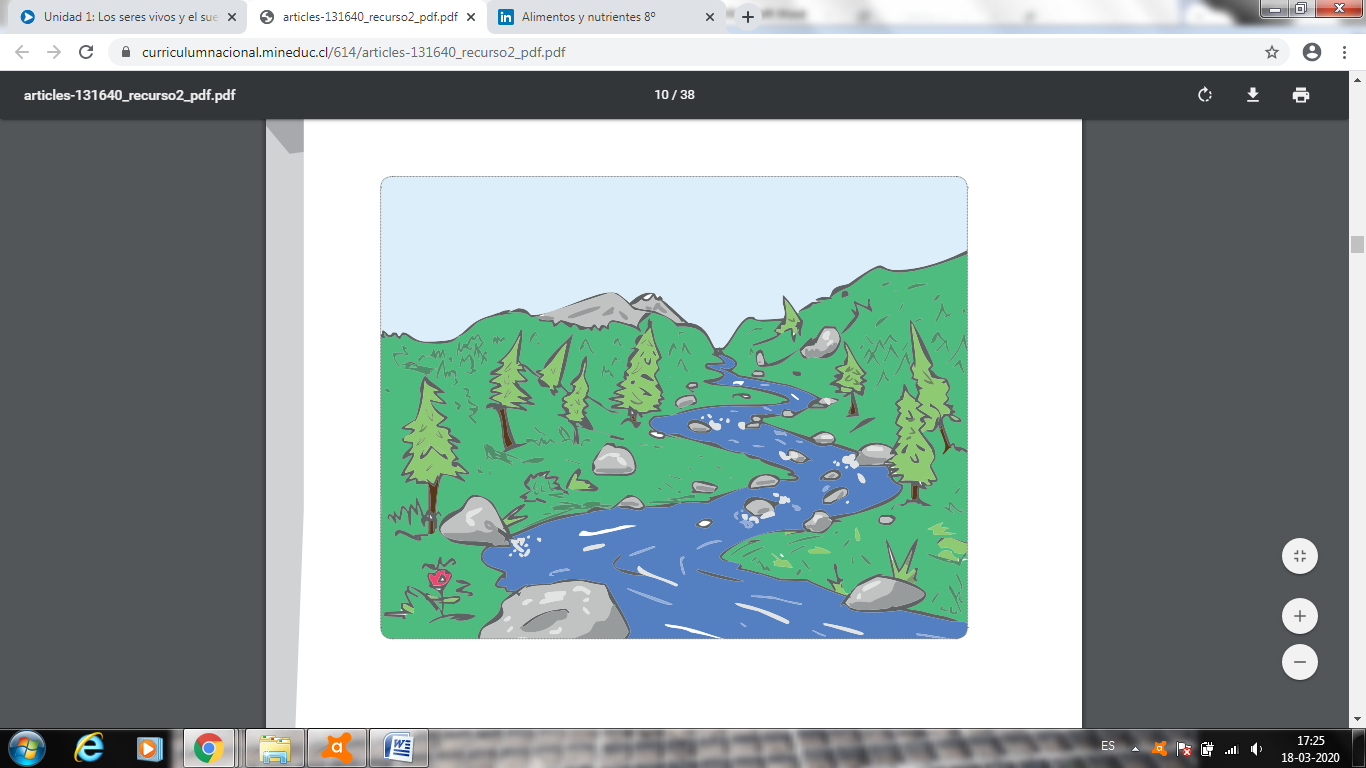 Unidad 1: Los seres vivos y el sue
articles-131640_recurso2_pdf.pdf
Alimentos y nutrientes 8º
curriculumnacional.mineduc.cl/614/articles-131640_recurso2_pdf.pdf
articles-131640_recurso2_pdf.pdf
10 / 38
ES
17:25
18-03-2020